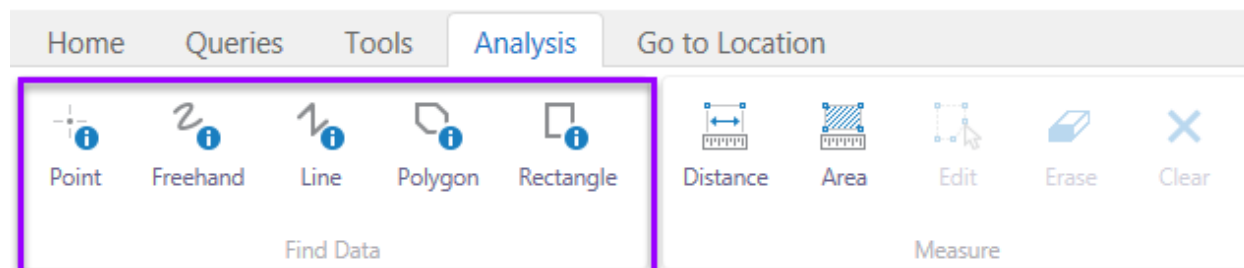 Home Queries Tools Analysis Go to Location
Point Freehand Line Polygon Rectangle Distance Area Edit Erase Clear
Find Data Measure